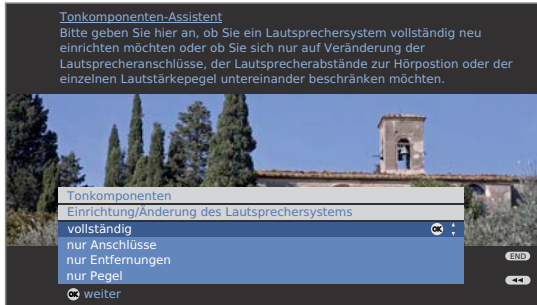 Tonkomponenten-Assistent
Bitte geben Sie hier an, ob Sie ein Lautsprechersystem vollständig neu
einrichten möchten oder ob Sie sich nur auf Veränderung der
Lautsprecheranschlüsse, der Lautsprecherabstände zur Hörpostion oder der
einzelnen Lautstärkepegel untereinander beschränken möchten.
Tonkomponenten
Einrichtung/Änderung des Lautsprechersystems
vollständig OK
nur Anschlüsse
nur Entfernungen
nur Pegel
END
OK weiter